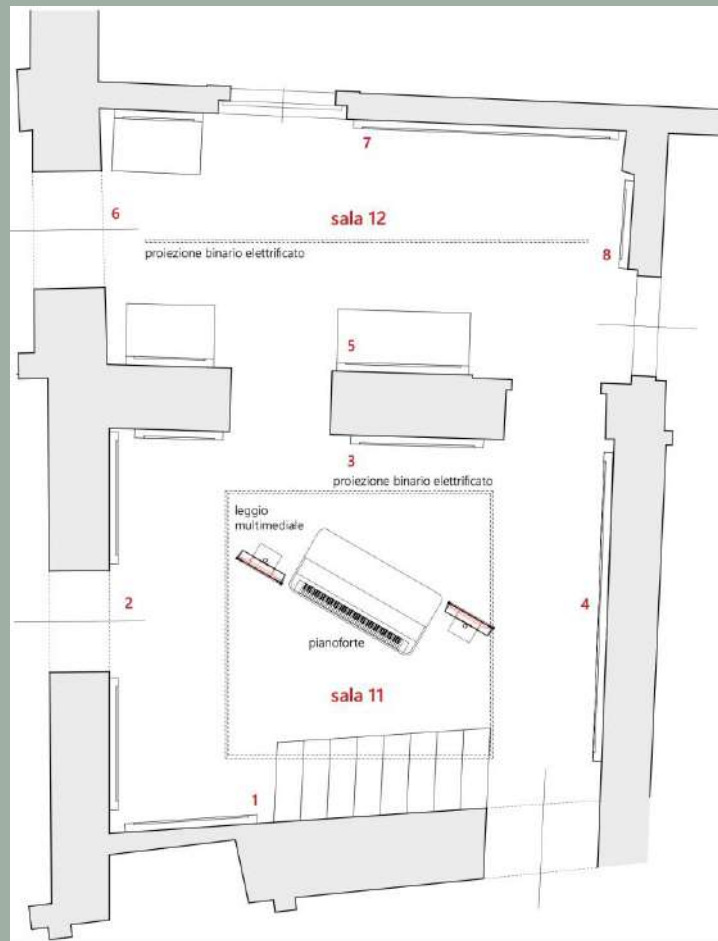 7
6
sala 12
proiezione binario elettrificato
8
5
3
proiezione binario elettrificato
leggio
multimediale
2
4
pianoforte
sala 11
1